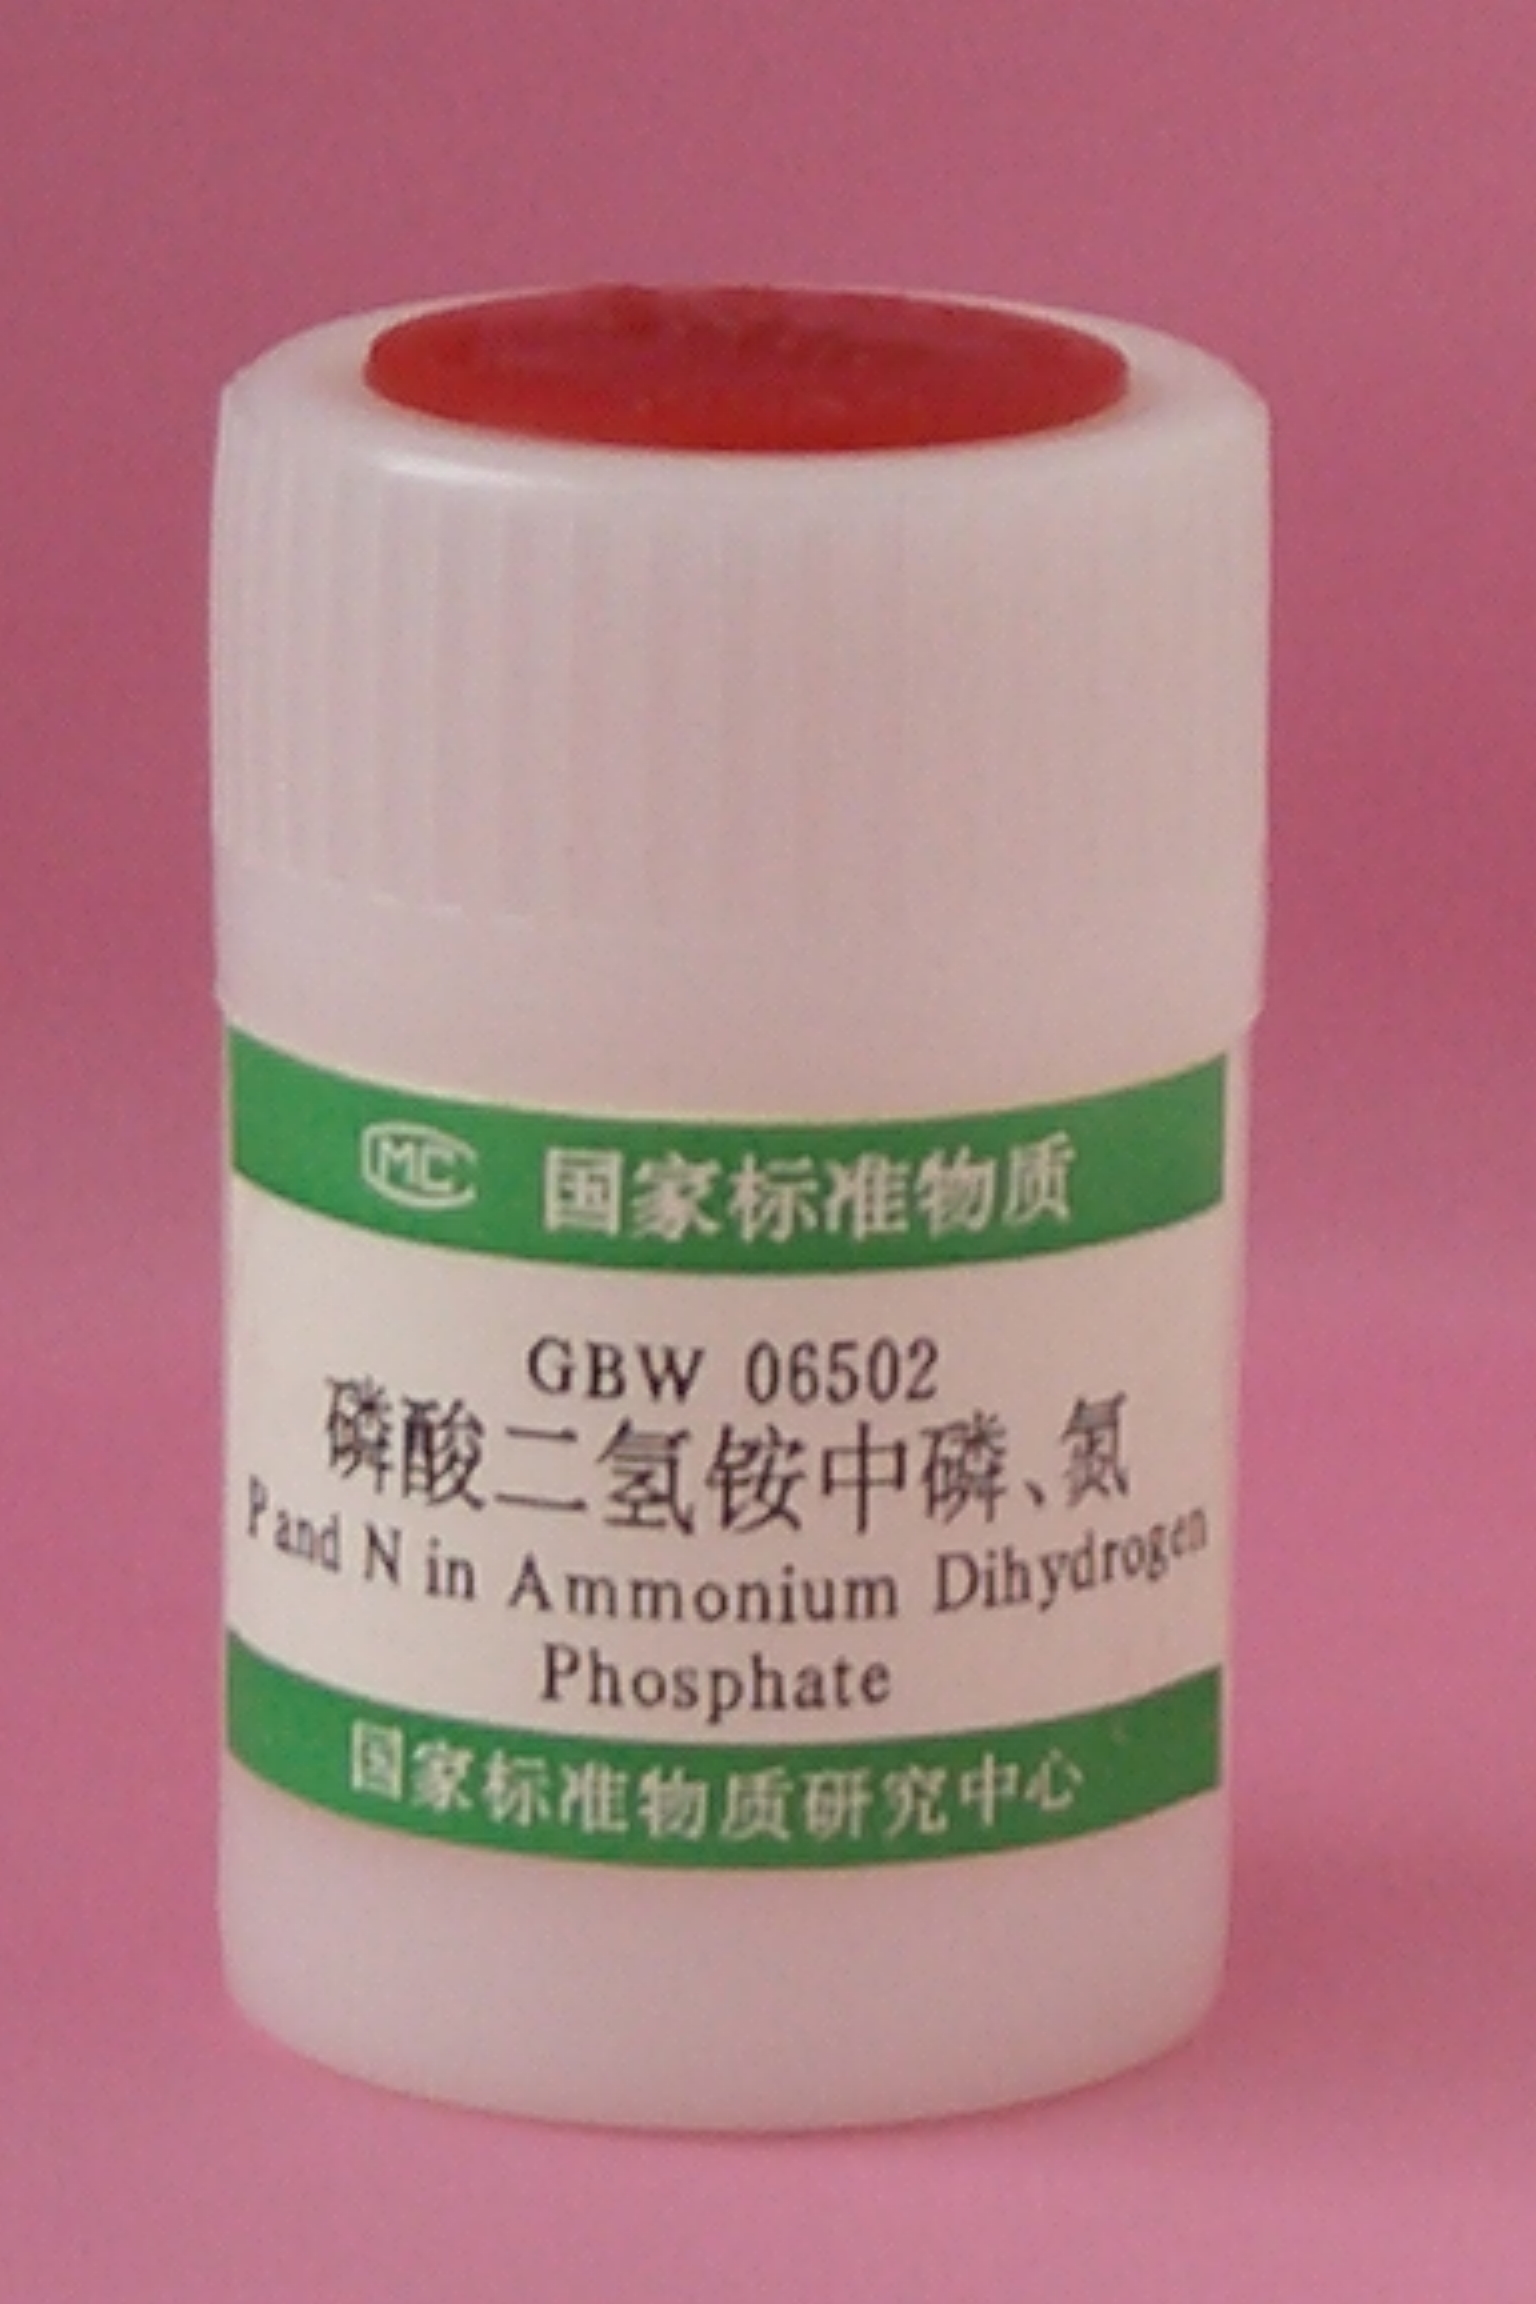 MC 国家标准物质
GBW 06502
磷酸二氢铵中磷、氮
P and N in Ammonium Dihydrogen
Phosphate
国家标准物质研究中心